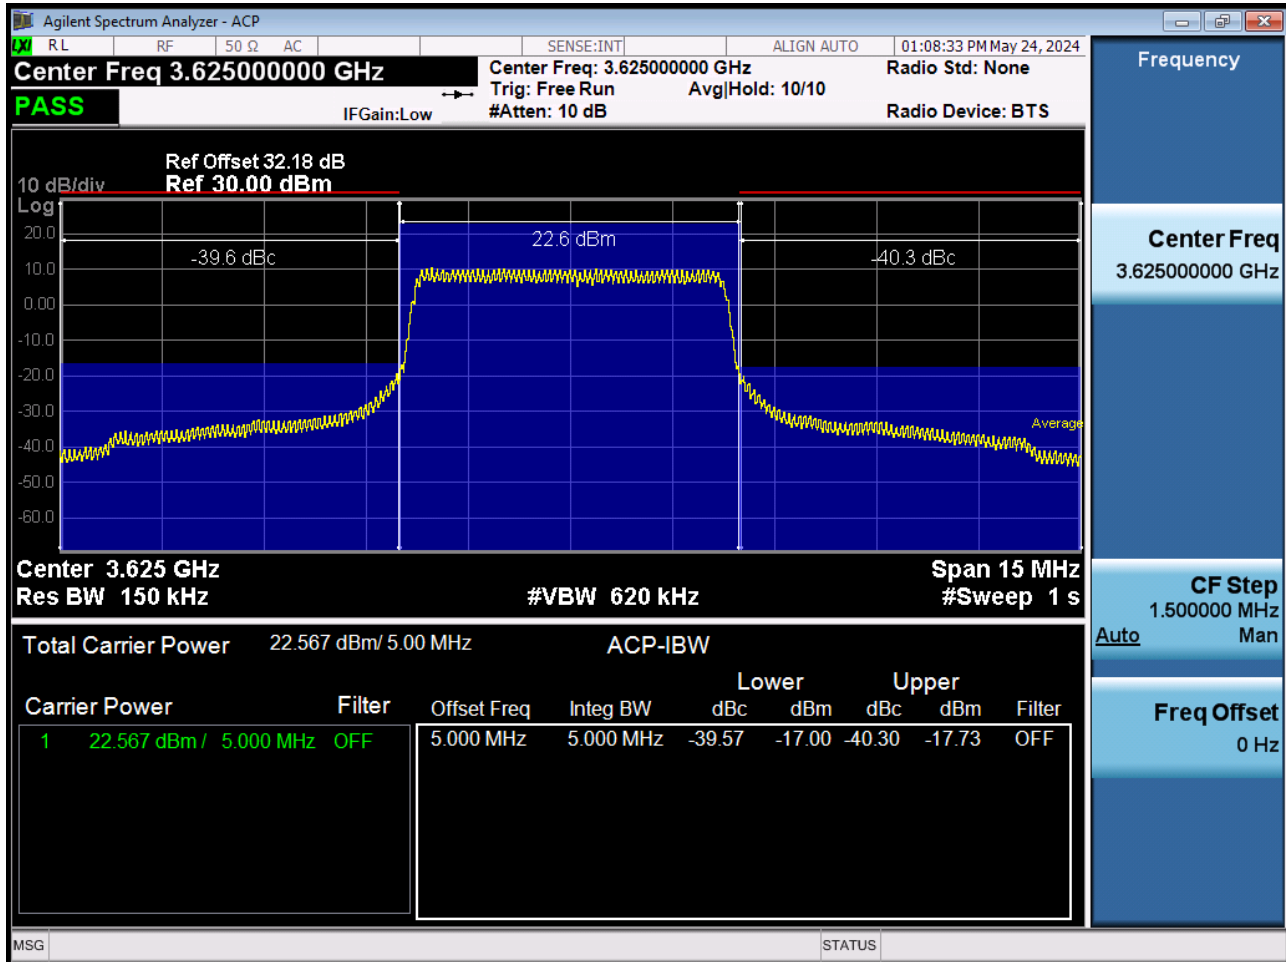 Agilent Spectrum Analyzer - ACP
LXI RL RF 50 Ω AC SENSE:INT ALIGN AUTO 01:08:33 PM May 24, 2024
Center Freq 3.625000000 GHz
Center Freq: 3.625000000 GHz Radio Std: None
Trig: Free Run Avg|Hold: 10/10
PASS IFGain:Low #Atten: 10 dB Radio Device: BTS
Ref Offset 32.18 dB
10 dB/div Ref 30.00 dBm
Log
20.0
10.0
0.00
-10.0
-20.0
-30.0
-40.0
-50.0
-60.0
-39.6 dBc
22.6 dBm
-40.3 dBc
Average
Center 3.625 GHz Span 15 MHz
Res BW 150 kHz #VBW 620 kHz #Sweep 1 s
Total Carrier Power 22.567 dBm/ 5.00 MHz ACP-IBW
Lower Upper
Carrier Power Filter Offset Freq Integ BW dBc dBm dBc dBm Filter
1 22.567 dBm / 5.000 MHz OFF 5.000 MHz 5.000 MHz -39.57 -17.00 -40.30 -17.73 OFF
MSG STATUS
Frequency
Center Freq
3.625000000 GHz
CF Step
1.500000 MHz
Auto Man
Freq Offset
0 Hz